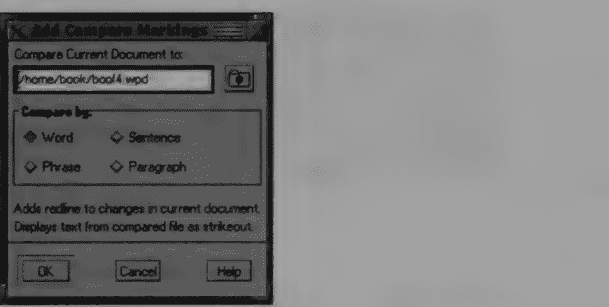 Add Compare Markings
Compare Current Document to:
/home/book/boof4.wpd
Compare by:
Word Sentence
Phrase Paragraph
Adds redline to changes in current document.
Displays text from compared file as strikeout.
OK Cancel Help